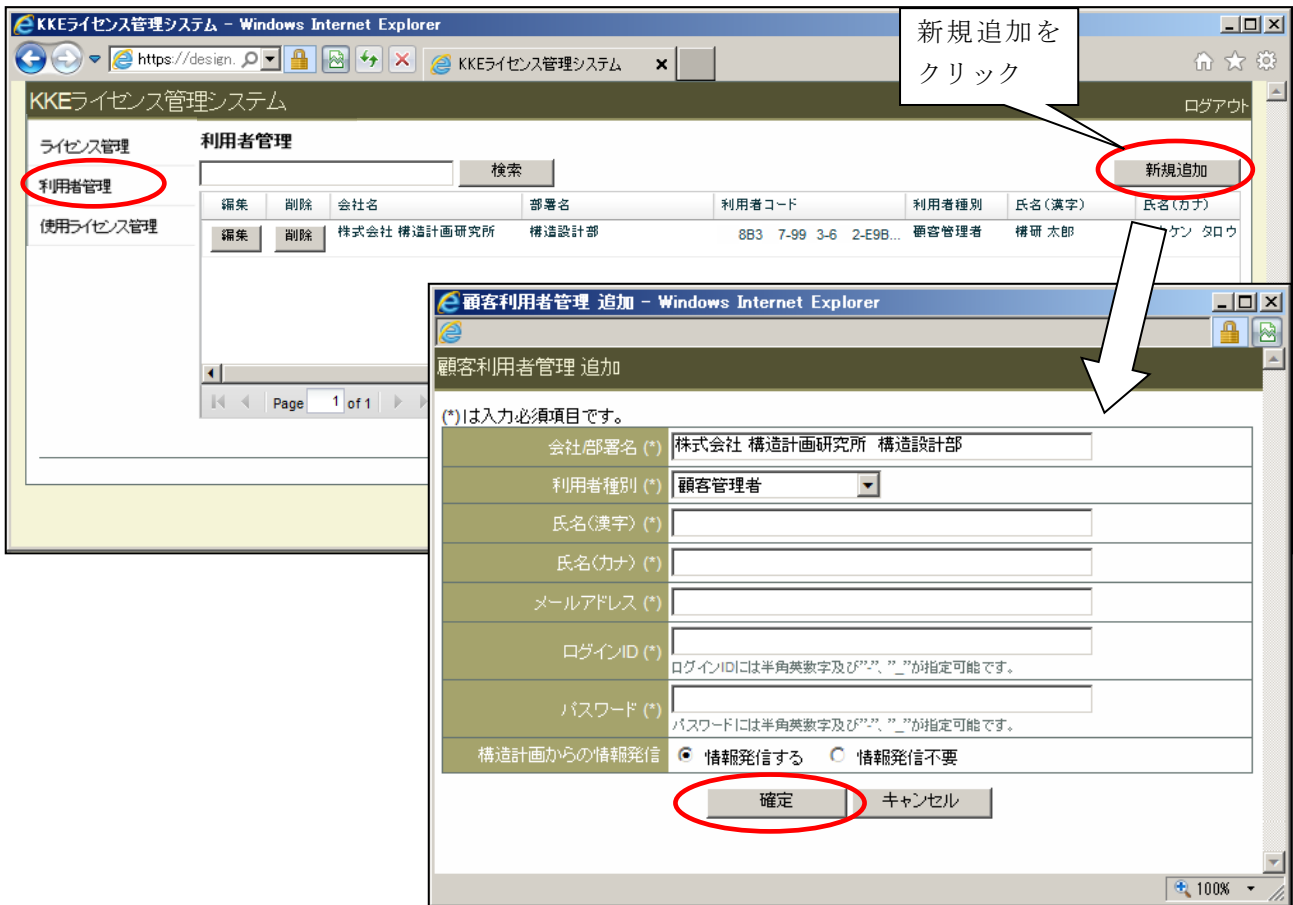 KKEライセンス管理システム - Windows Internet Explorer
新規追加を
クリック
https://design.
KKEライセンス管理システム
KKEライセンス管理システム
ログアウト
ライセンス管理
利用者管理
検索
新規追加
利用者管理
編集 削除 会社名 部署名 利用者コード 利用者種別 氏名(漢字) 氏名(カナ)
使用ライセンス管理
編集 削除 株式会社 構造計画研究所 構造設計部 8B3 7-99 3-6 2-E9B... 顧客管理者 構研 太郎 ケン タロウ
Page 1 of 1
顧客利用者管理 追加 - Windows Internet Explorer
顧客利用者管理 追加
(*)は入力必須項目です。
会社/部署名 (*) 株式会社 構造計画研究所 構造設計部
利用者種別 (*) 顧客管理者
氏名(漢字) (*)
氏名(カナ) (*)
メールアドレス (*)
ログインID (*)
ログインIDには半角英数字及び"-"、"_"が指定可能です。
パスワード (*)
パスワードには半角英数字及び"-"、"_"が指定可能です。
構造計画からの情報発信 情報発信する 情報発信不要
確定 キャンセル
100%